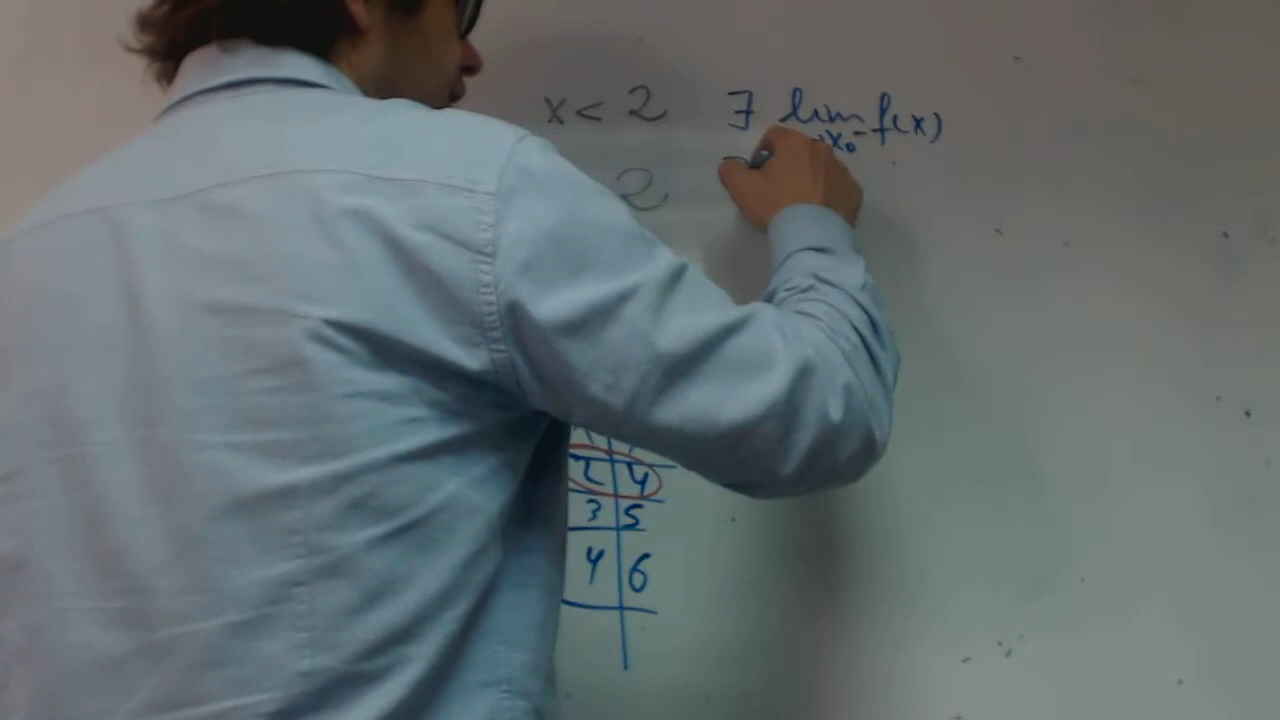 x < 2 ∃ lim f(x)
x₀⁻
2
2 4
3 5
4 6